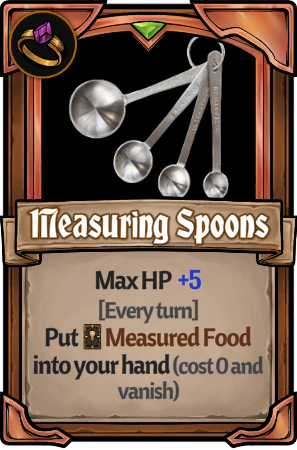 Measuring Spoons
Max HP +5
[Every turn]
Put Measured Food
into your hand (cost 0 and
vanish)